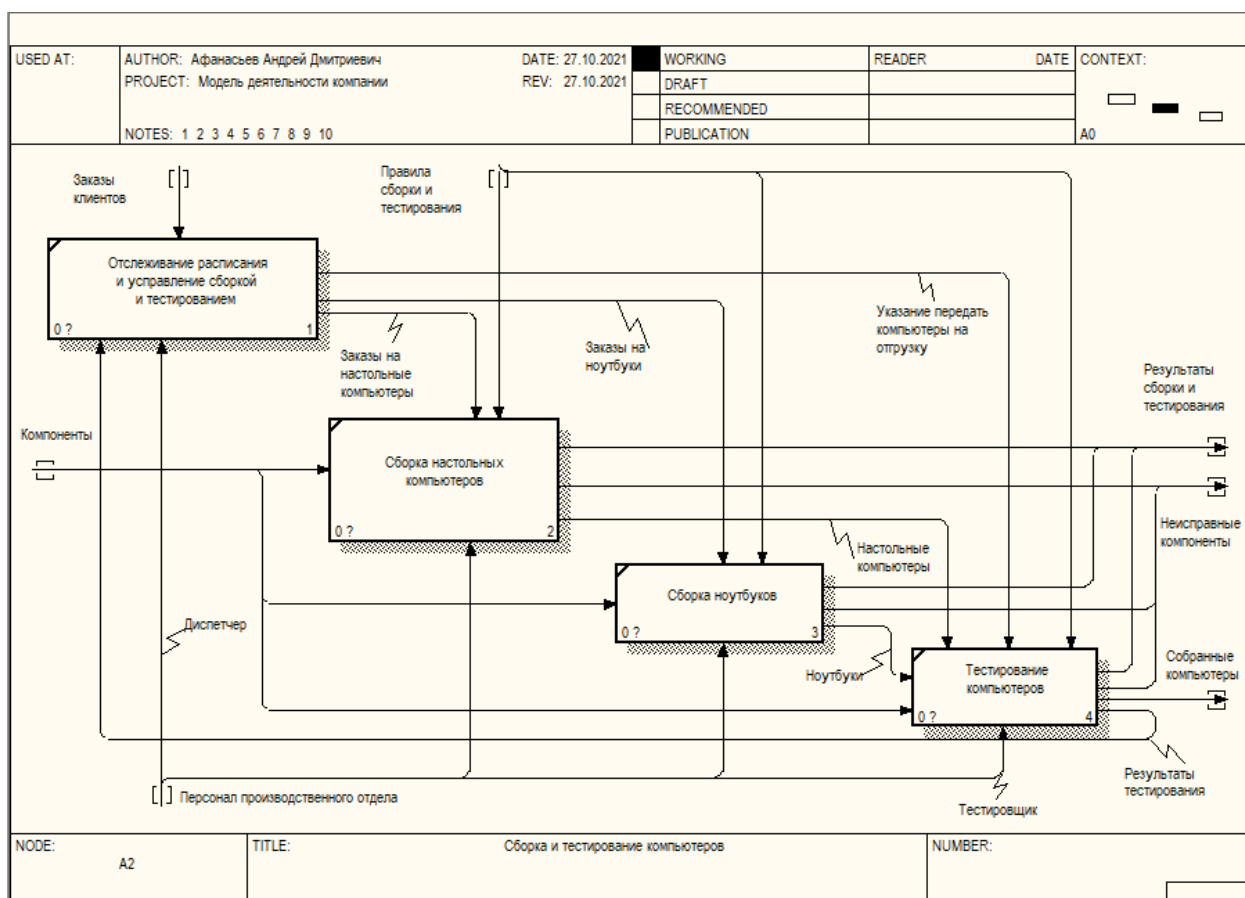 USED AT:
AUTHOR: Афанасьев Андрей Дмитриевич
DATE: 27.10.2021
PROJECT: Модель деятельности компании
REV: 27.10.2021
NOTES: 1 2 3 4 5 6 7 8 9 10
WORKING
DRAFT
RECOMMENDED
PUBLICATION
READER
DATE
CONTEXT:
A0
Заказы
клиентов
Правила
сборки и
тестирования
Отслеживание расписания
и усправление сборкой
и тестированием
0 ?
1
Указание передать
компьютеры на
отгрузку
Заказы на
настольные
компьютеры
Заказы на
ноутбуки
Результаты
сборки и
тестирования
Компоненты
Сборка настольных
компьютеров
0 ?
2
Неисправные
компоненты
Настольные
компьютеры
Сборка ноутбуков
0 ?
3
Диспетчер
Ноутбуки
Тестирование
компьютеров
0 ?
4
Собранные
компьютеры
Результаты
тестирования
Персонал производственного отдела
Тестировщик
NODE:
A2
TITLE:
Сборка и тестирование компьютеров
NUMBER: